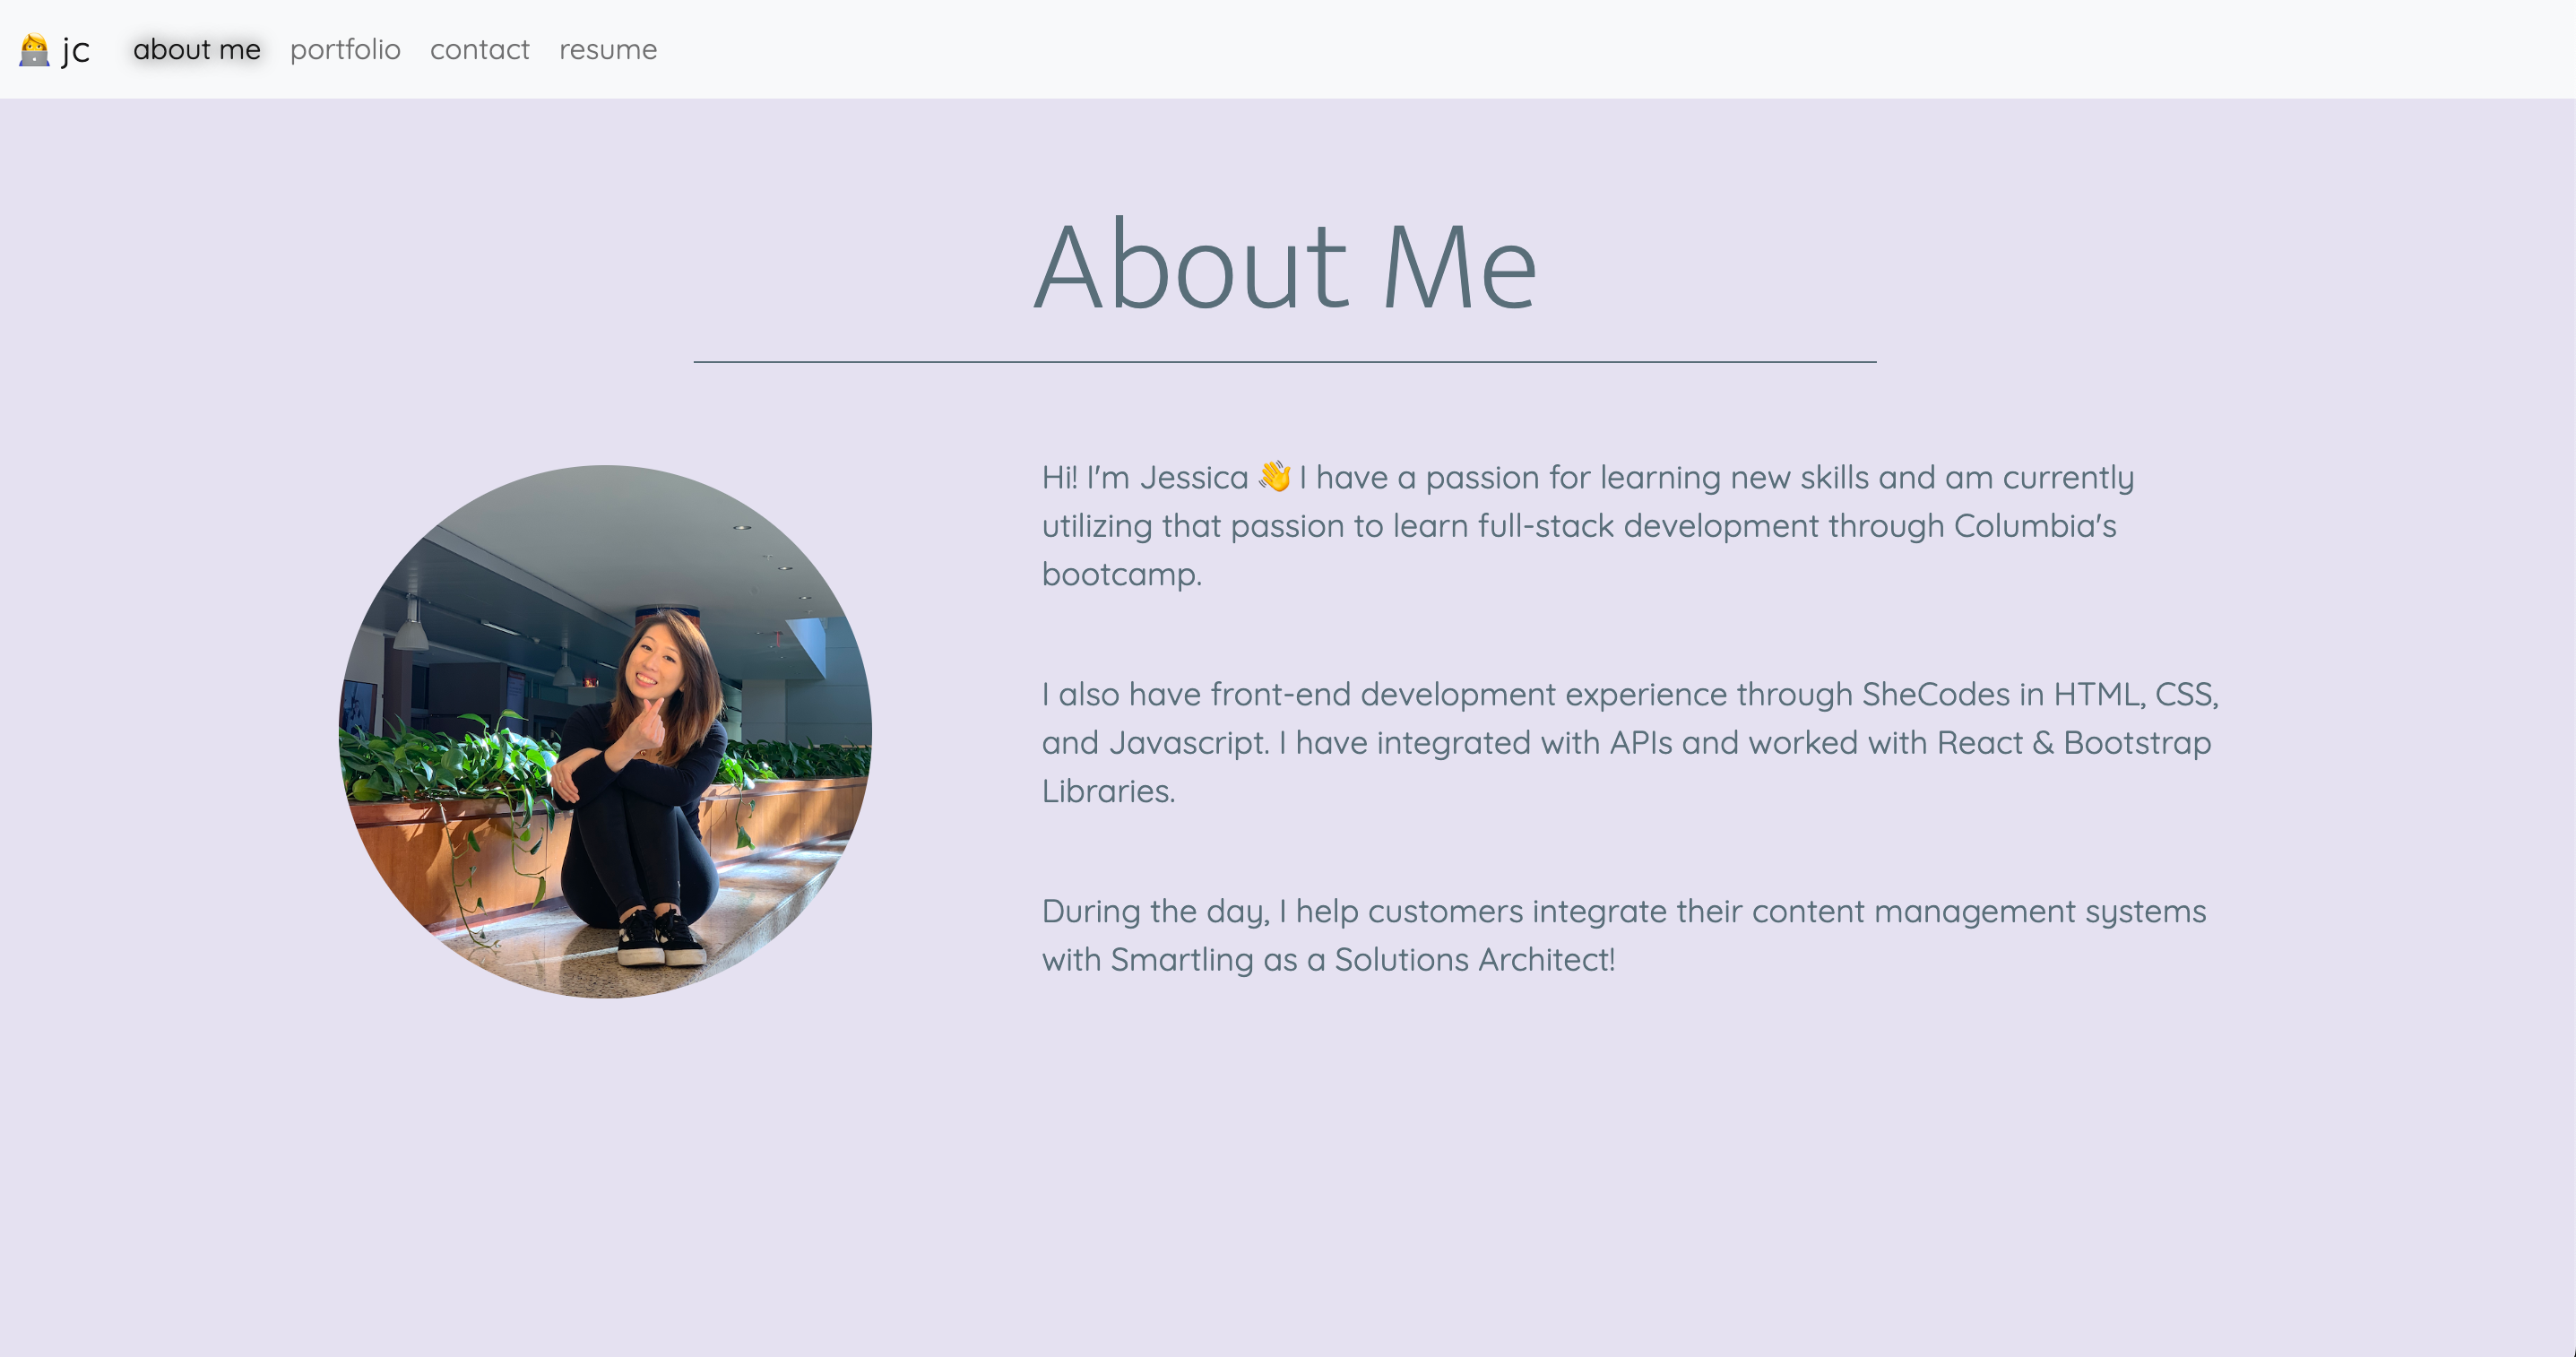 👩‍💻 jc about me portfolio contact resume
About Me
Hi! I'm Jessica 👋 I have a passion for learning new skills and am currently
utilizing that passion to learn full-stack development through Columbia's
bootcamp.
I also have front-end development experience through SheCodes in HTML, CSS,
and Javascript. I have integrated with APIs and worked with React & Bootstrap
Libraries.
During the day, I help customers integrate their content management systems
with Smartling as a Solutions Architect!